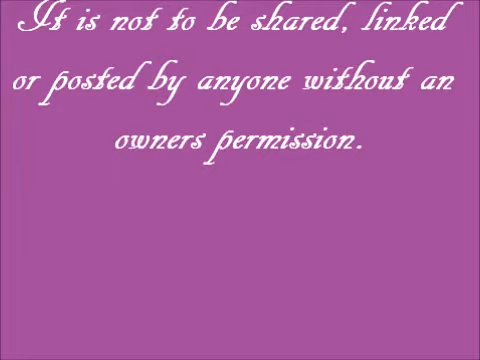 It is not to be shared, linked
or posted by anyone without an
owners permission.